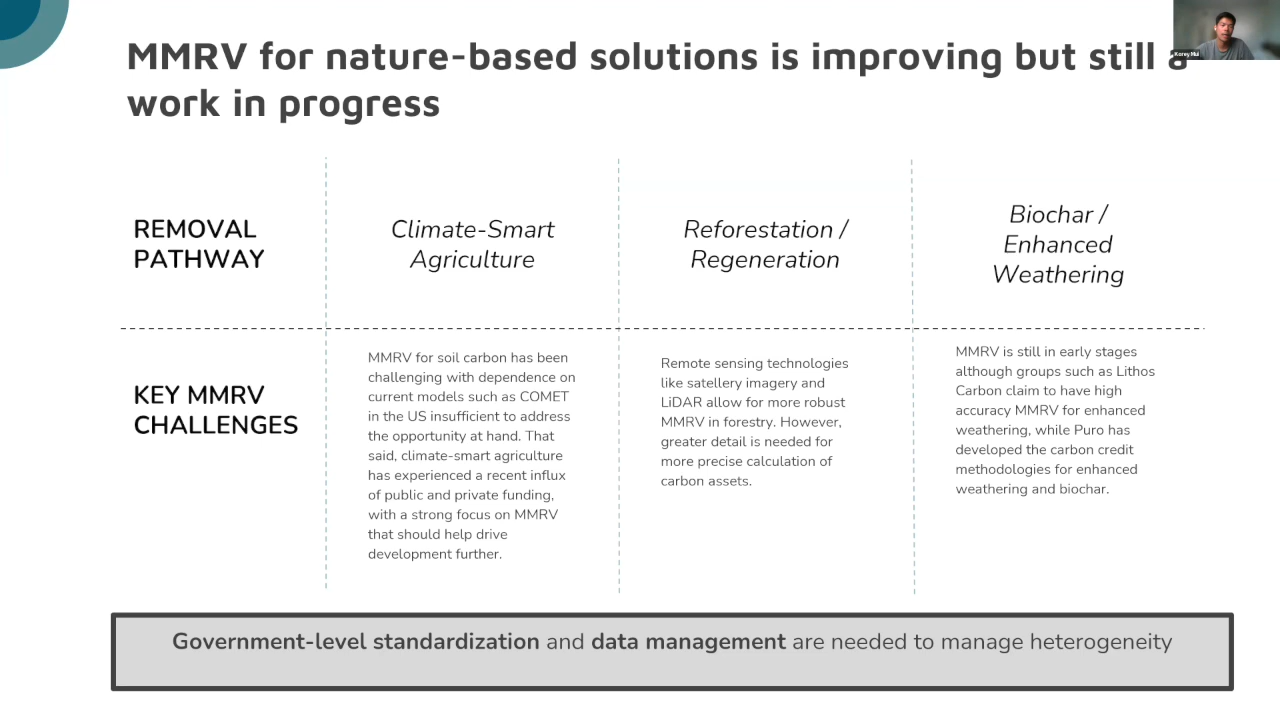 MMRV for nature-based solutions is improving but still a
work in progress
Korey Mui
REMOVAL
PATHWAY
Climate-Smart
Agriculture
Reforestation /
Regeneration
Biochar /
Enhanced
Weathering
KEY MMRV
CHALLENGES
MMRV for soil carbon has been
challenging with dependence on
current models such as COMET
in the US insufficient to address
the opportunity at hand. That
said, climate-smart agriculture
has experienced a recent influx
of public and private funding,
with a strong focus on MMRV
that should help drive
development further.
Remote sensing technologies
like satellery imagery and
LiDAR allow for more robust
MMRV in forestry. However,
greater detail is needed for
more precise calculation of
carbon assets.
MMRV is still in early stages
although groups such as Lithos
Carbon claim to have high
accuracy MMRV for enhanced
weathering, while Puro has
developed the carbon credit
methodologies for enhanced
weathering and biochar.
Government-level standardization and data management are needed to manage heterogeneity